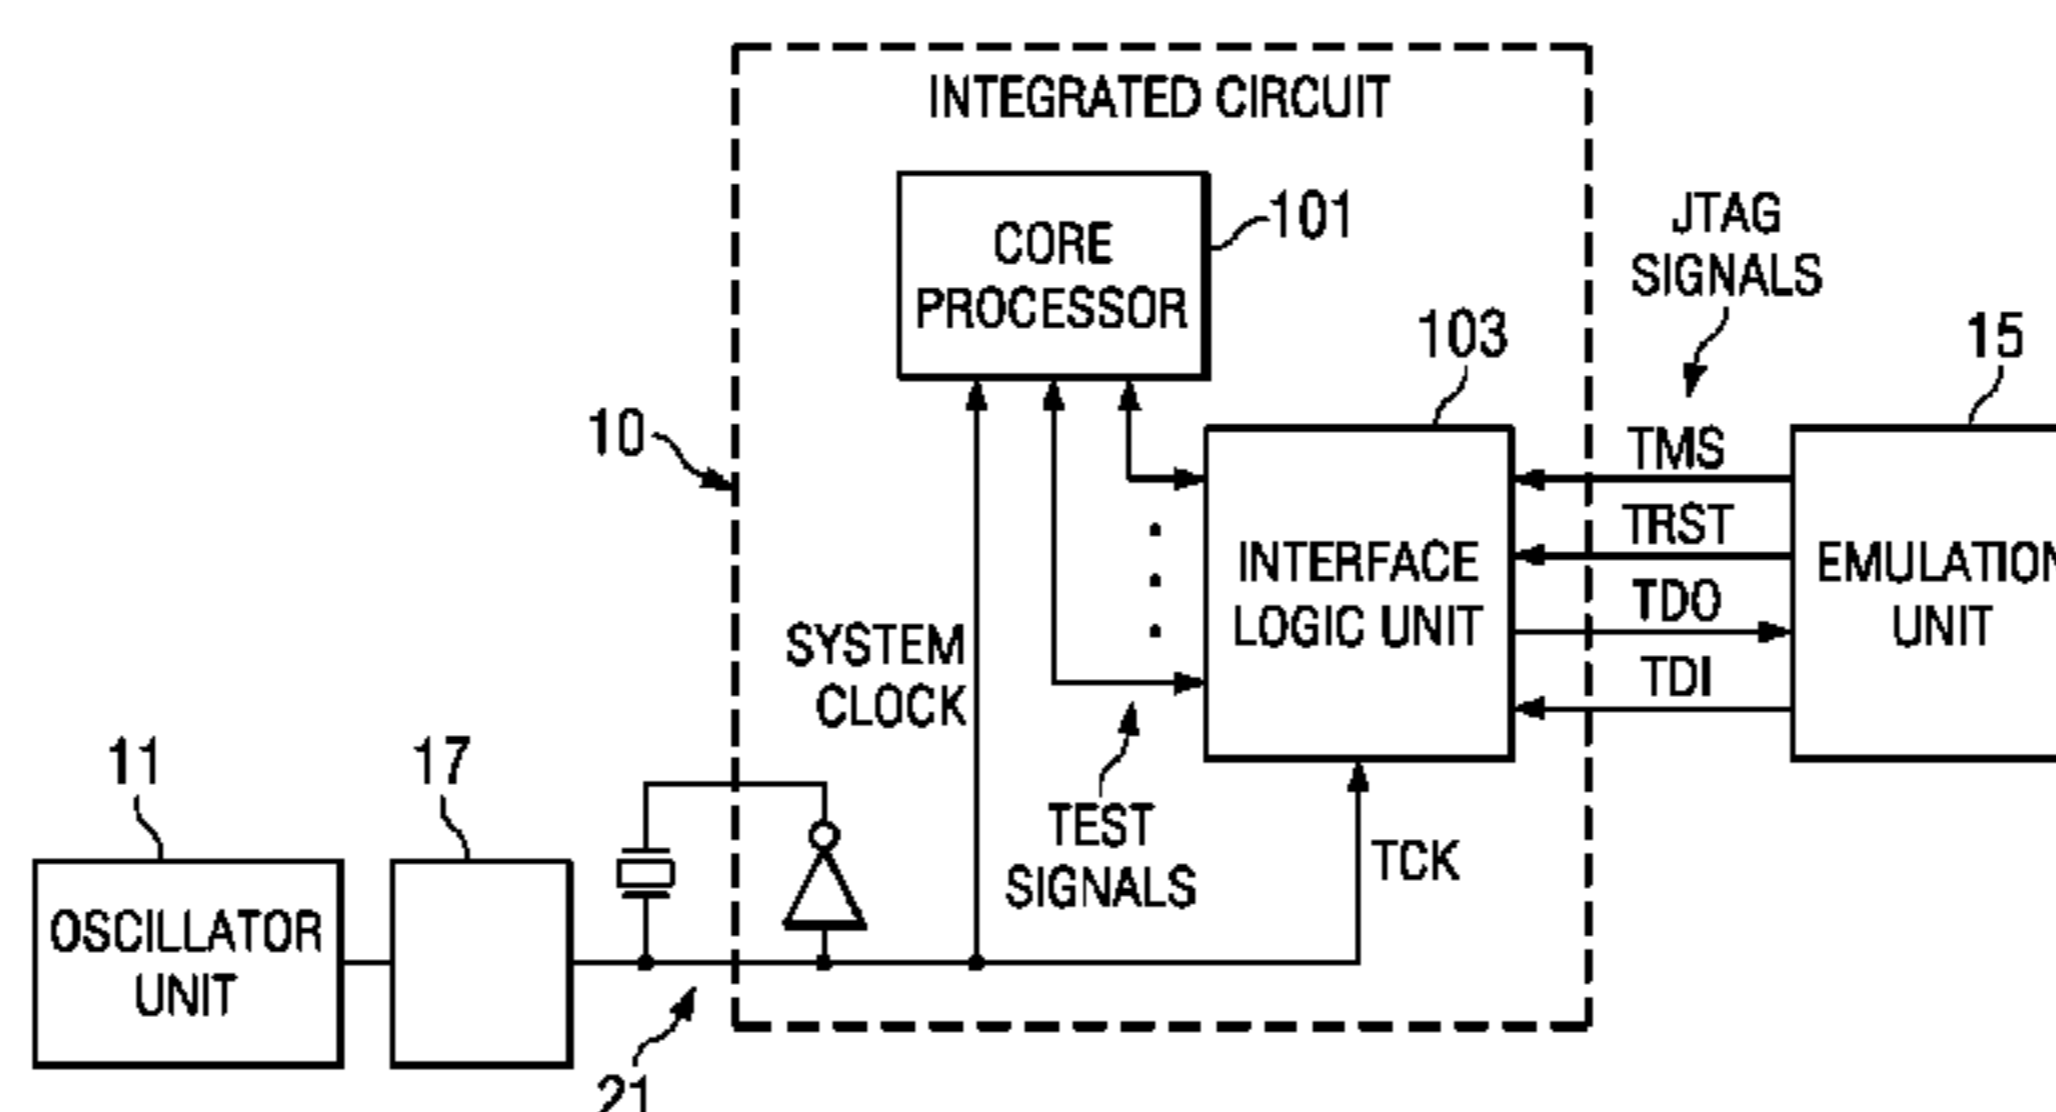 INTEGRATED CIRCUIT
CORE
PROCESSOR
101
JTAG
SIGNALS
103
15
10
TMS
TRST
TDO
TDI
INTERFACE
LOGIC UNIT
EMULATION
UNIT
SYSTEM
CLOCK
11
17
TEST
SIGNALS
TCK
OSCILLATOR
UNIT
21